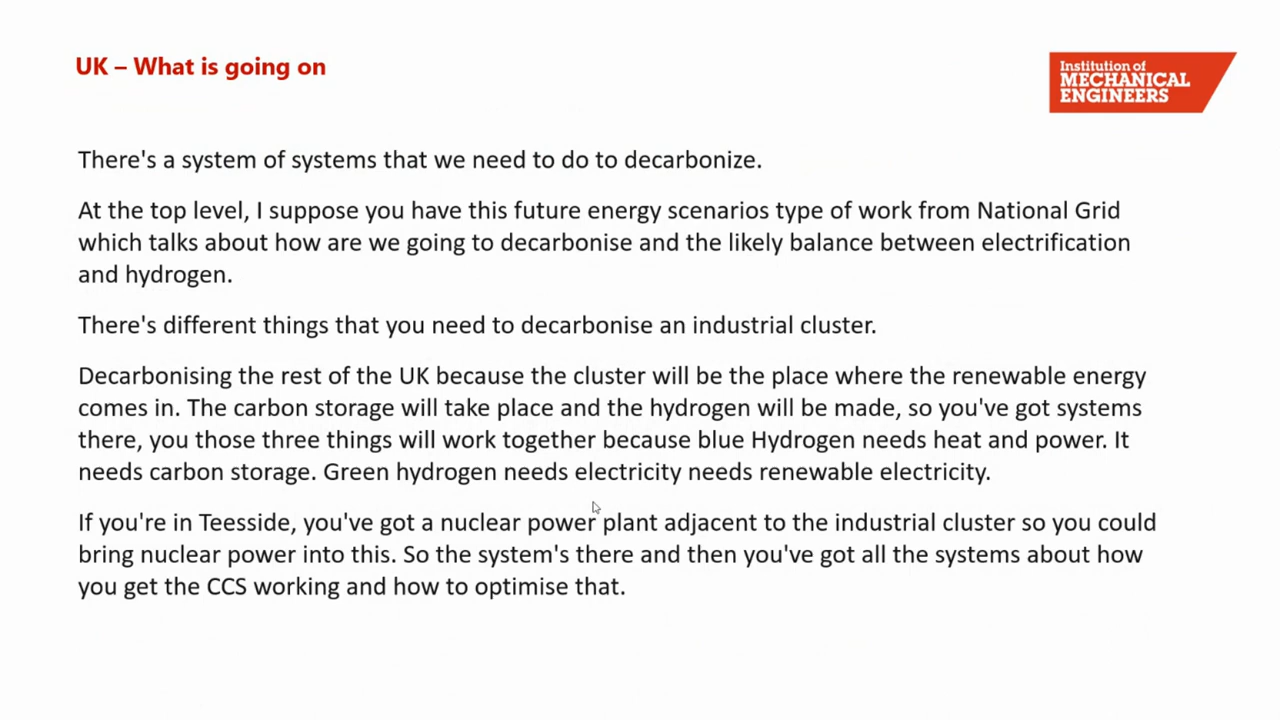 UK – What is going on
Institution of
MECHANICAL
ENGINEERS
There's a system of systems that we need to do to decarbonize.
At the top level, I suppose you have this future energy scenarios type of work from National Grid
which talks about how are we going to decarbonise and the likely balance between electrification
and hydrogen.
There's different things that you need to decarbonise an industrial cluster.
Decarbonising the rest of the UK because the cluster will be the place where the renewable energy
comes in. The carbon storage will take place and the hydrogen will be made, so you've got systems
there, you those three things will work together because blue Hydrogen needs heat and power. It
needs carbon storage. Green hydrogen needs electricity needs renewable electricity.
If you're in Teesside, you've got a nuclear power plant adjacent to the industrial cluster so you could
bring nuclear power into this. So the system's there and then you've got all the systems about how
you get the CCS working and how to optimise that.